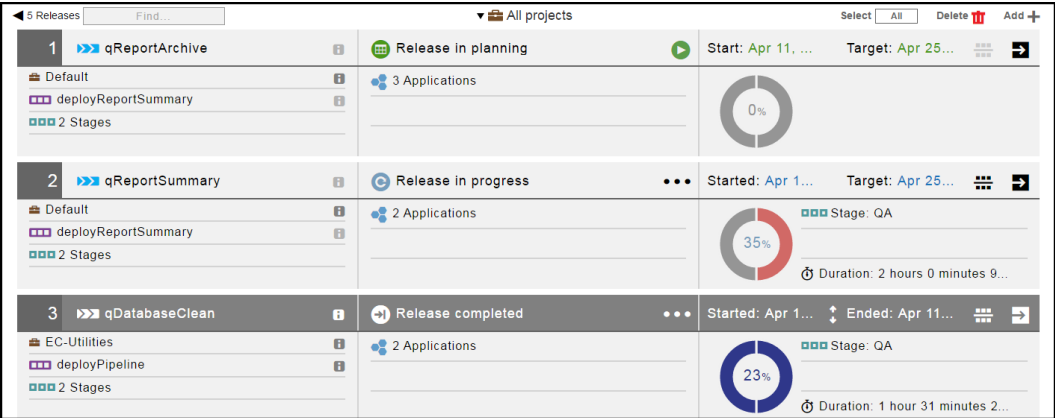 5 Releases Find... All projects Select All Delete Add
1 qReportArchive Release in planning Start: Apr 11, ... Target: Apr 25...
Default 3 Applications
deployReportSummary
0%
2 Stages
2 qReportSummary Release in progress Started: Apr 1... Target: Apr 25...
Default 2 Applications Stage: QA
deployReportSummary
35%
2 Stages Duration: 2 hours 0 minutes 9...
3 qDatabaseClean Release completed Started: Apr 1... Ended: Apr 11...
EC-Utilities 2 Applications Stage: QA
deployPipeline
23%
2 Stages
Duration: 1 hour 31 minutes 2...